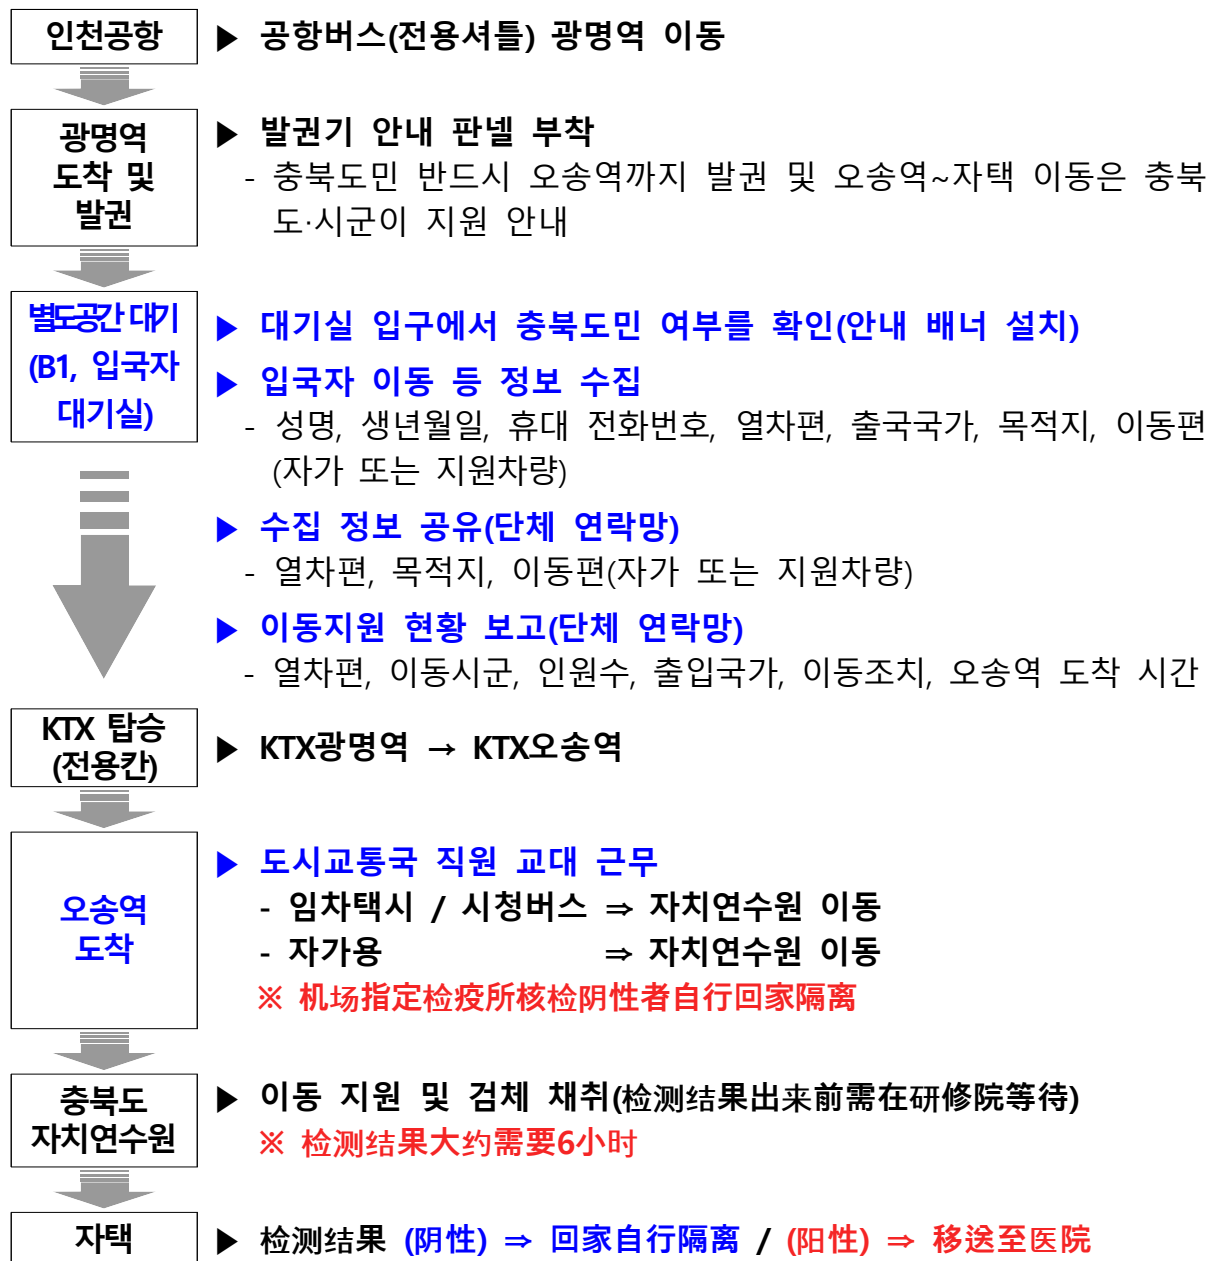 인천공항
▶ 공항버스(전용셔틀) 광명역 이동
광명역
도착 및
발권
▶ 발권기 안내 판넬 부착
- 충북도민 반드시 오송역까지 발권 및 오송역~자택 이동은 충북
도·시군이 지원 안내
별도공간 대기
(B1, 입국자
대기실)
▶ 대기실 입구에서 충북도민 여부를 확인(안내 배너 설치)
▶ 입국자 이동 등 정보 수집
- 성명, 생년월일, 휴대 전화번호, 열차편, 출국국가, 목적지, 이동편
(자가 또는 지원차량)
▶ 수집 정보 공유(단체 연락망)
- 열차편, 목적지, 이동편(자가 또는 지원차량)
▶ 이동지원 현황 보고(단체 연락망)
- 열차편, 이동시군, 인원수, 출입국가, 이동조치, 오송역 도착 시간
KTX 탑승
(전용칸)
▶ KTX광명역 → KTX오송역
오송역
도착
▶ 도시교통국 직원 교대 근무
- 임차택시 / 시청버스 ⇒ 자치연수원 이동
- 자가용 ⇒ 자치연수원 이동
※ 机场指定检疫所核检阴性者自行回家隔离
충북도
자치연수원
▶ 이동 지원 및 검체 채취(检测结果出来前需在研修院等待)
※ 检测结果大约需要6小时
자택
▶ 检测结果 (阴性) ⇒ 回家自行隔离 / (阳性) ⇒ 移送至医院